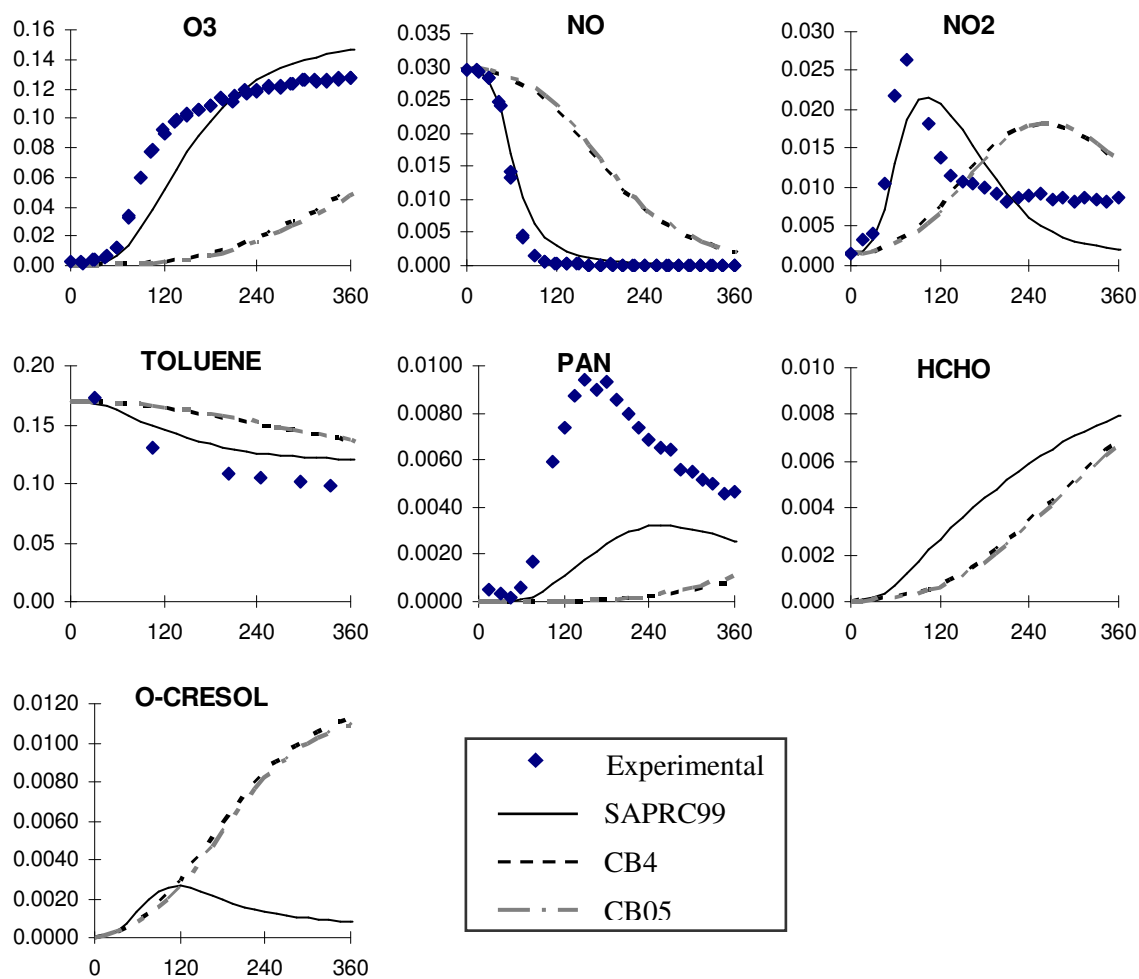 O3
0.16
0.14
0.12
0.10
0.08
0.06
0.04
0.02
0.00
0 120 240 360
NO
0.035
0.030
0.025
0.020
0.015
0.010
0.005
0.000
0 120 240 360
NO2
0.030
0.025
0.020
0.015
0.010
0.005
0.000
0 120 240 360
TOLUENE
0.20
0.15
0.10
0.05
0.00
0 120 240 360
PAN
0.0100
0.0080
0.0060
0.0040
0.0020
0.0000
0 120 240 360
HCHO
0.010
0.008
0.006
0.004
0.002
0.000
0 120 240 360
O-CRESOL
0.0120
0.0100
0.0080
0.0060
0.0040
0.0020
0.0000
0 120 240 360
Experimental
SAPRC99
CB4
CB05